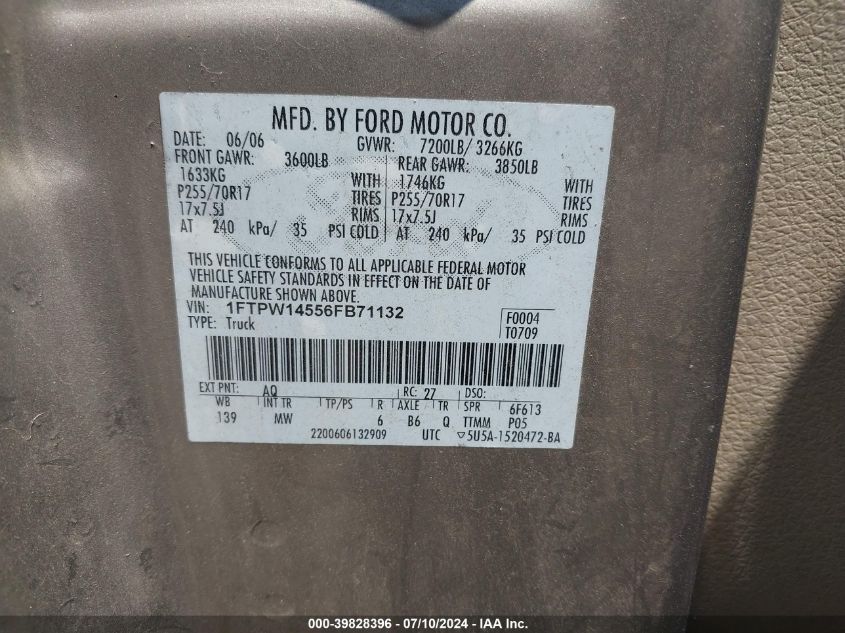 MFD. BY FORD MOTOR CO.
DATE: 06/06 GVWR: 7200LB/ 3266KG
FRONT GAWR: 3600LB REAR GAWR: 3850LB
1633KG WITH 1746KG WITH
P255/70R17 TIRES P255/70R17 TIRES
17x7.5J RIMS 17x7.5J RIMS
AT 240 kPa/ 35 PSI COLD AT 240 kPa/ 35 PSI COLD
THIS VEHICLE CONFORMS TO ALL APPLICABLE FEDERAL MOTOR
VEHICLE SAFETY STANDARDS IN EFFECT ON THE DATE OF
MANUFACTURE SHOWN ABOVE.
VIN: 1FTPW14556FB71132 F0004
TYPE: Truck T0709
EXT PNT: AQ RC: 27 DSO:
WB INT TR TP/PS R AXLE TR SPR 6F613
139 MW 6 B6 Q TTMM P05
2200606132909 UTC ▽5U5A-1520472-BA
000-39828396 - 07/10/2024 - IAA Inc.